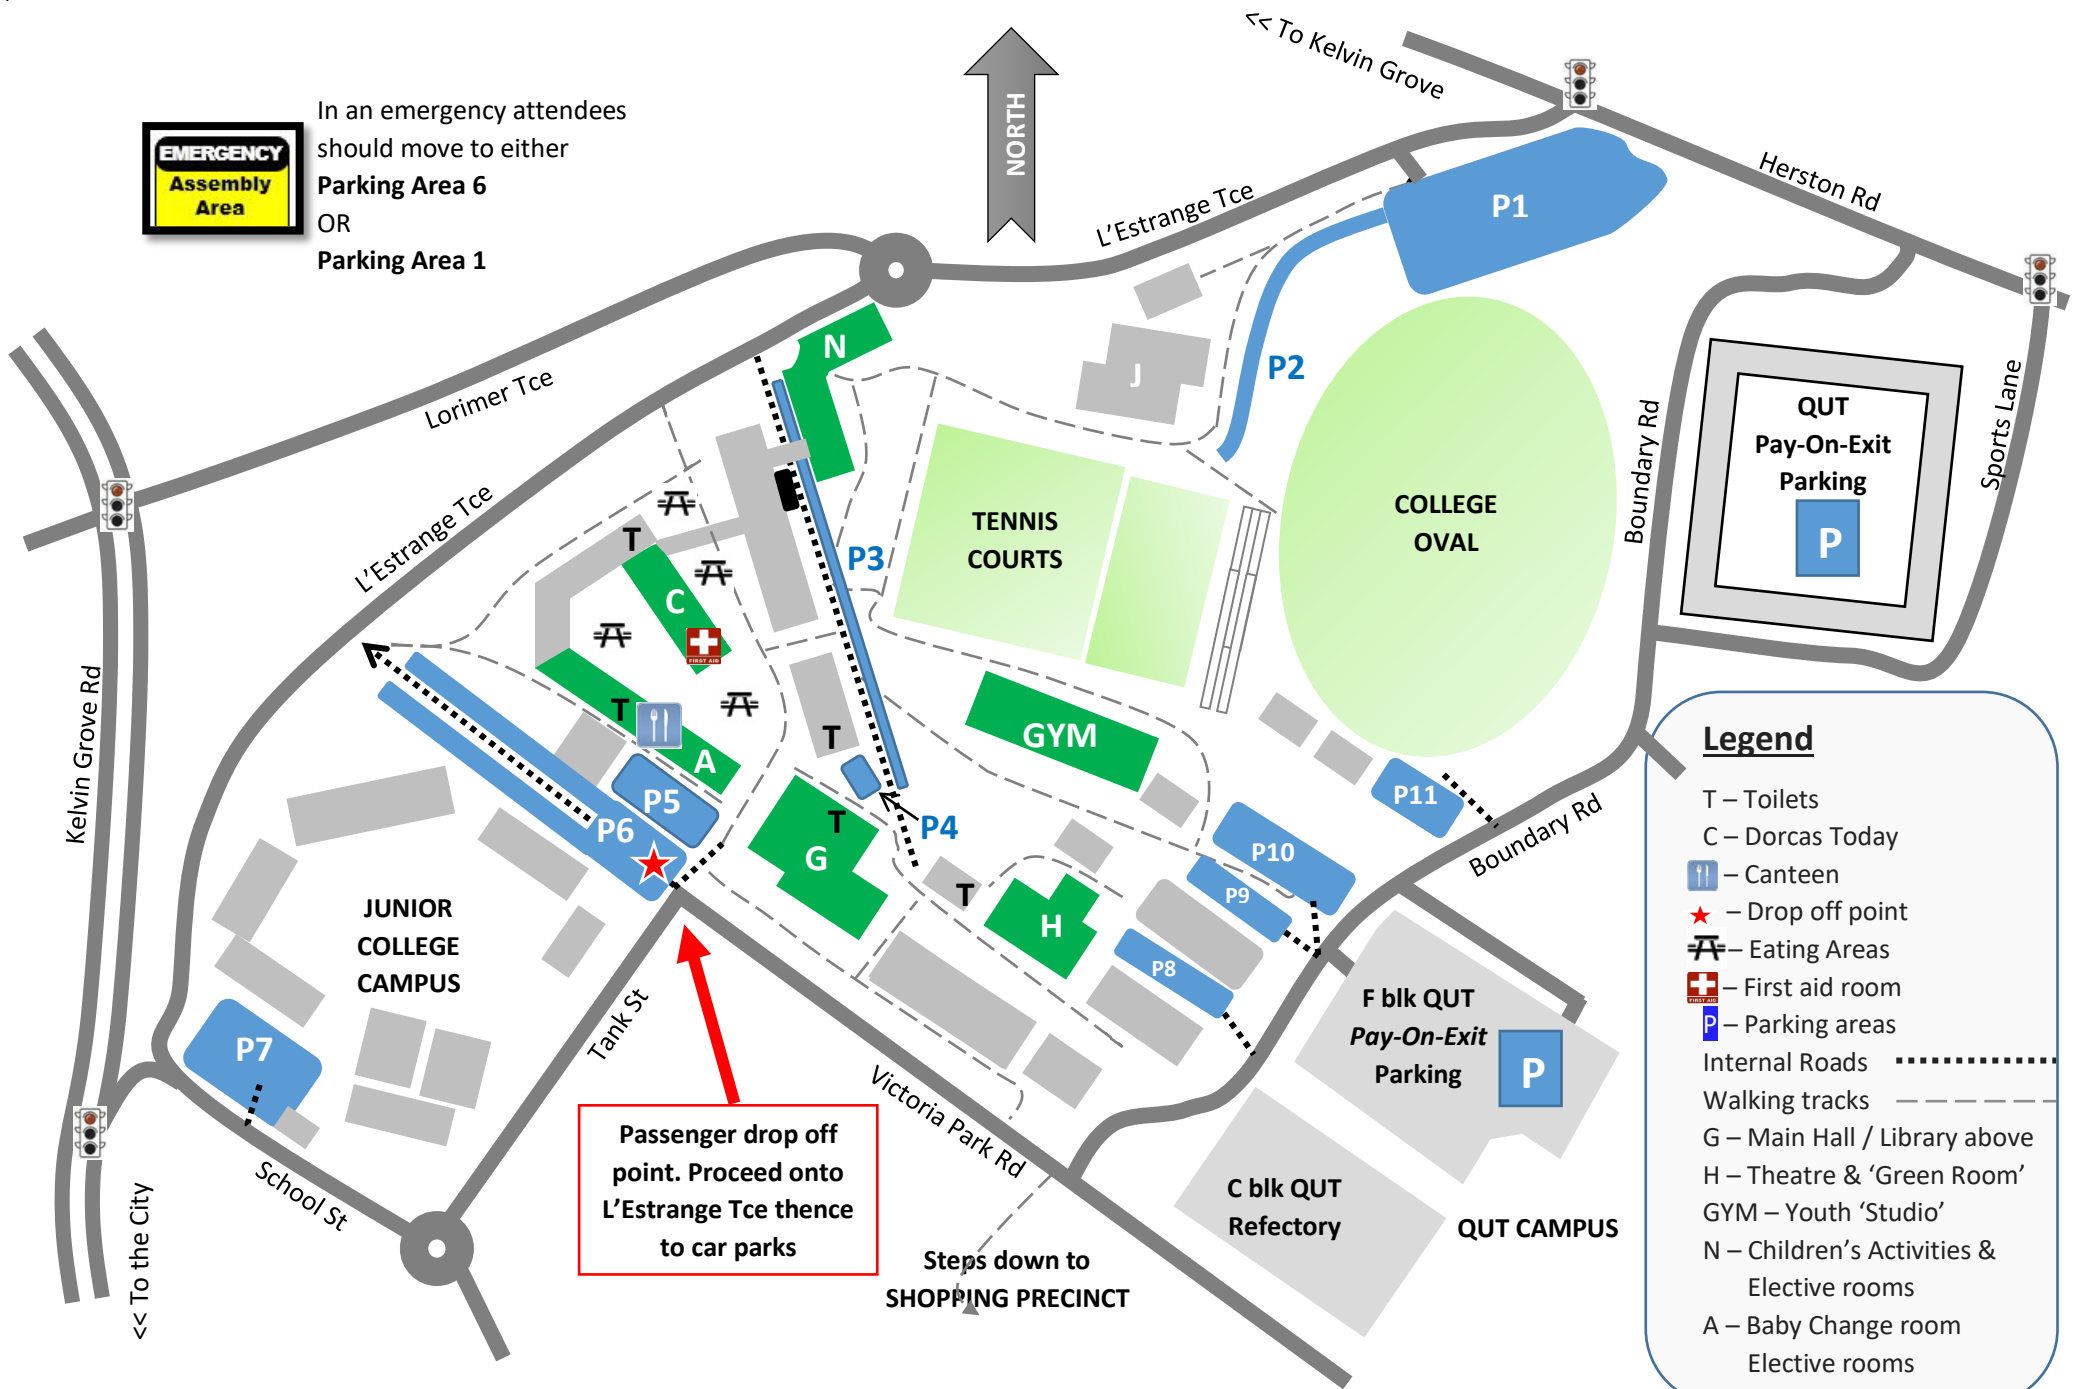 << To Kelvin Grove
EMERGENCY
Assembly
Area
In an emergency attendees
should move to either
Parking Area 6
OR
Parking Area 1
NORTH
Herston Rd
P1
L'Estrange Tce
N
J
P2
Lorimer Tce
Boundary Rd
QUT
Pay-On-Exit
Parking
P
Sports Lane
L'Estrange Tce
T
P3
TENNIS
COURTS
COLLEGE
OVAL
C
FIRST AID
T
A
T
GYM
Kelvin Grove Rd
P5
P6
P4
T
G
P11
Boundary Rd
P10
P9
T
H
P8
JUNIOR
COLLEGE
CAMPUS
P7
Tank St
Victoria Park Rd
F blk QUT
Pay-On-Exit
Parking
P
School St
<< To the City
Passenger drop off
point. Proceed onto
L'Estrange Tce thence
to car parks
Steps down to
SHOPPING PRECINCT
C blk QUT
Refectory
QUT CAMPUS
Legend
T – Toilets
C – Dorcas Today
– Canteen
– Drop off point
– Eating Areas
FIRST AID
– First aid room
P – Parking areas
Internal Roads
Walking tracks
G – Main Hall / Library above
H – Theatre & ‘Green Room’
GYM – Youth ‘Studio’
N – Children’s Activities &
Elective rooms
A – Baby Change room
Elective rooms